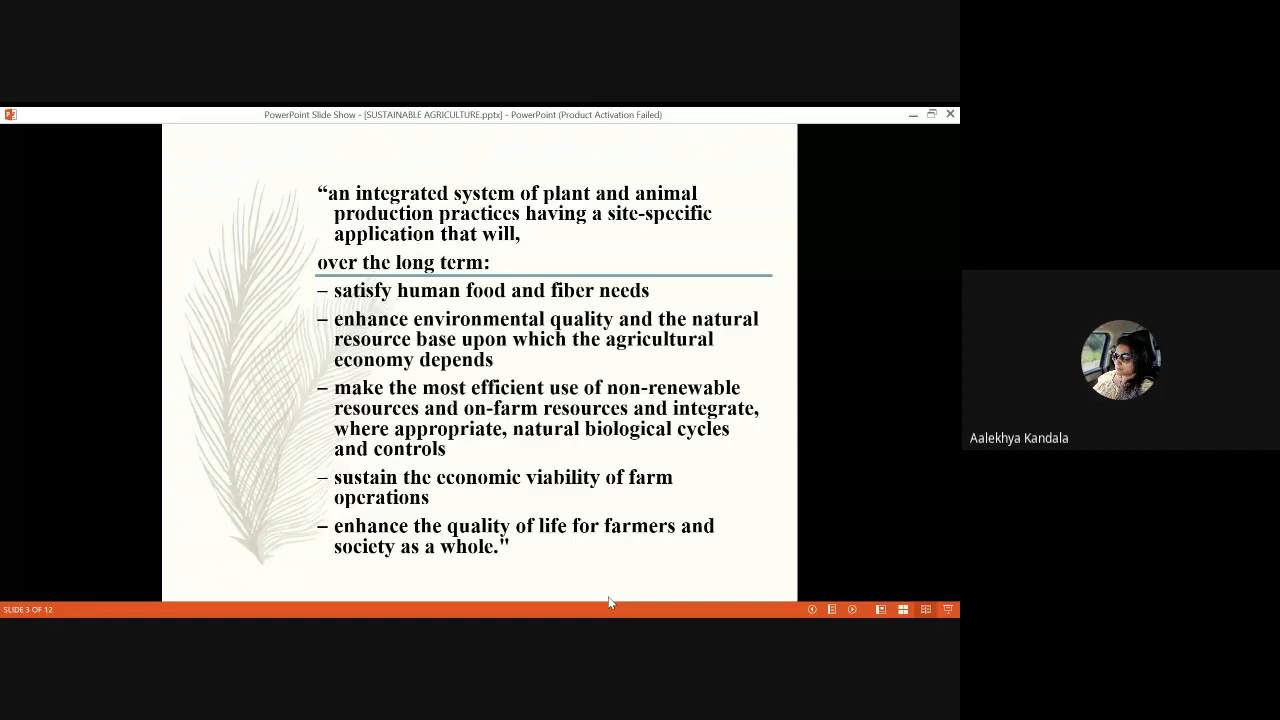 PowerPoint Slide Show - [SUSTAINABLE AGRICULTURE.pptx] - PowerPoint (Product Activation Failed)
“an integrated system of plant and animal
production practices having a site-specific
application that will,
over the long term:
– satisfy human food and fiber needs
– enhance environmental quality and the natural
resource base upon which the agricultural
economy depends
– make the most efficient use of non-renewable
resources and on-farm resources and integrate,
where appropriate, natural biological cycles
and controls
– sustain the economic viability of farm
operations
– enhance the quality of life for farmers and
society as a whole."
SLIDE 3 OF 12
Aalekhya Kandala